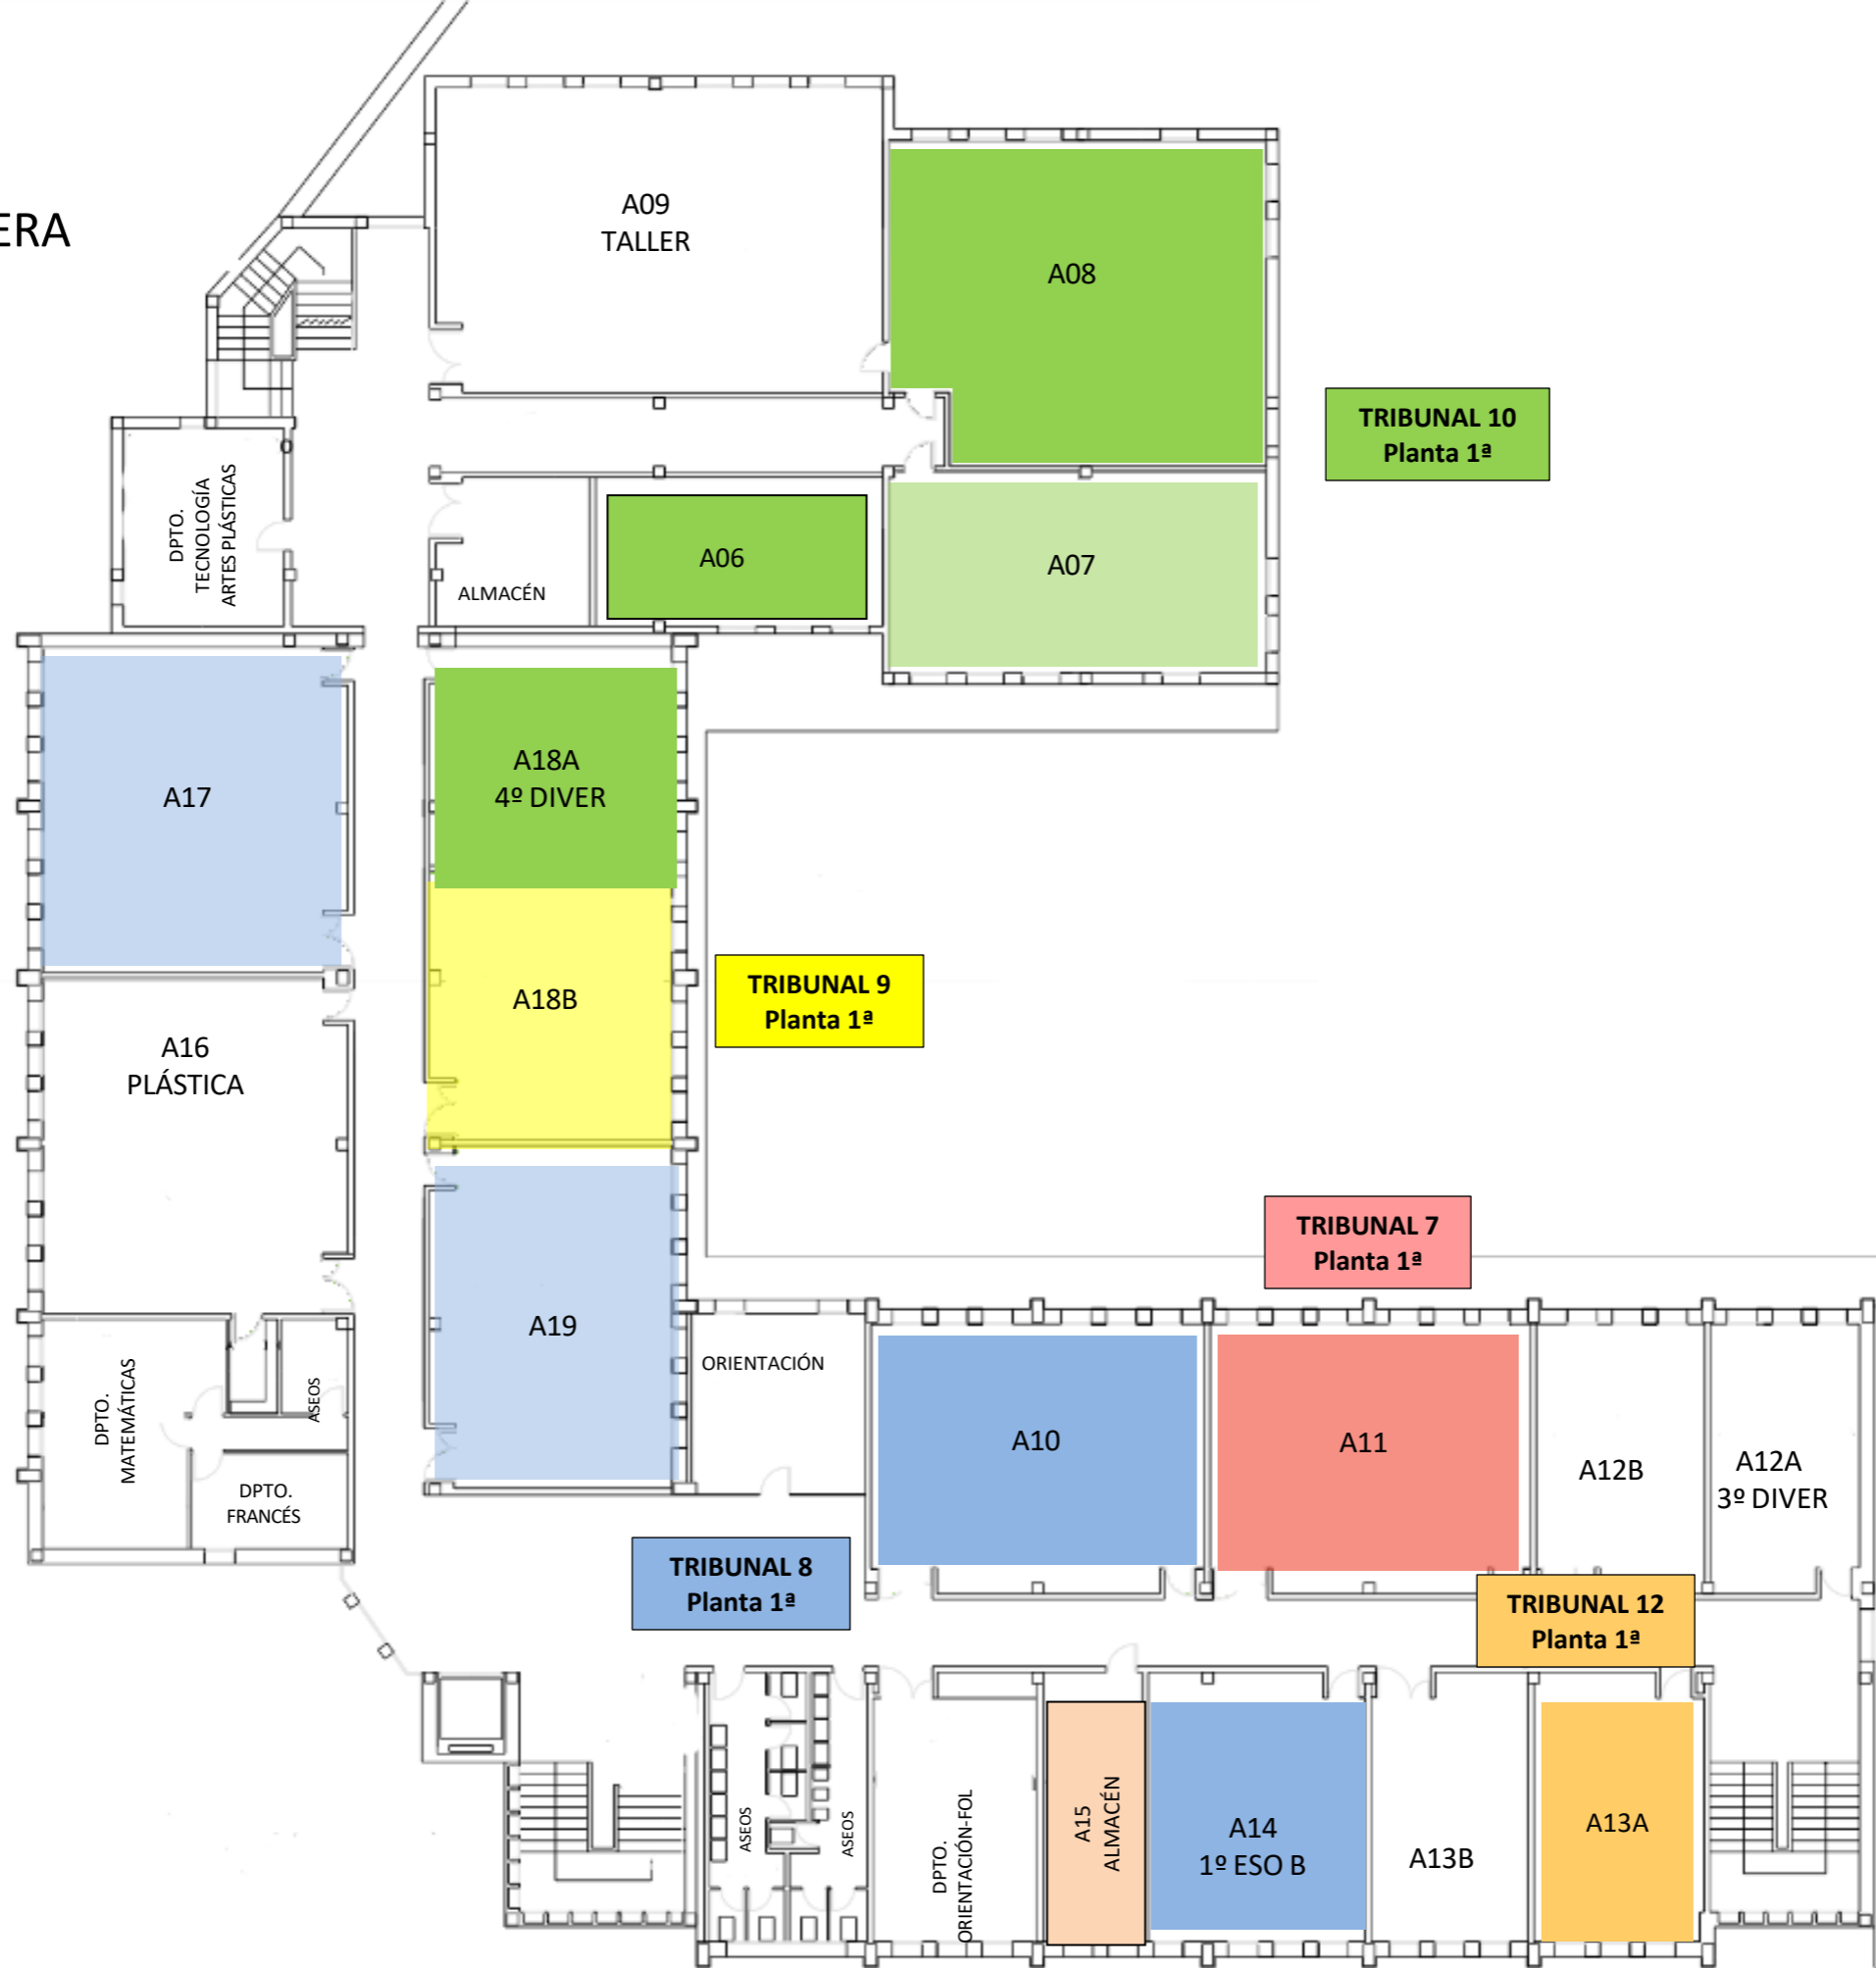 ERA
A09
TALLER
A08
TRIBUNAL 10
Planta 1ª
DPTO.
TECNOLOGÍA
ARTES PLÁSTICAS
ALMACÉN
A06
A07
A17
A18A
4º DIVER
A18B
TRIBUNAL 9
Planta 1ª
A16
PLÁSTICA
TRIBUNAL 7
Planta 1ª
A19
ORIENTACIÓN
DPTO.
MATEMÁTICAS
ASEOS
DPTO.
FRANCÉS
A10
A11
A12B
A12A
3º DIVER
TRIBUNAL 8
Planta 1ª
TRIBUNAL 12
Planta 1ª
ASEOS
ASEOS
DPTO.
ORIENTACIÓN-FOL
A15
ALMACÉN
A14
1º ESO B
A13B
A13A